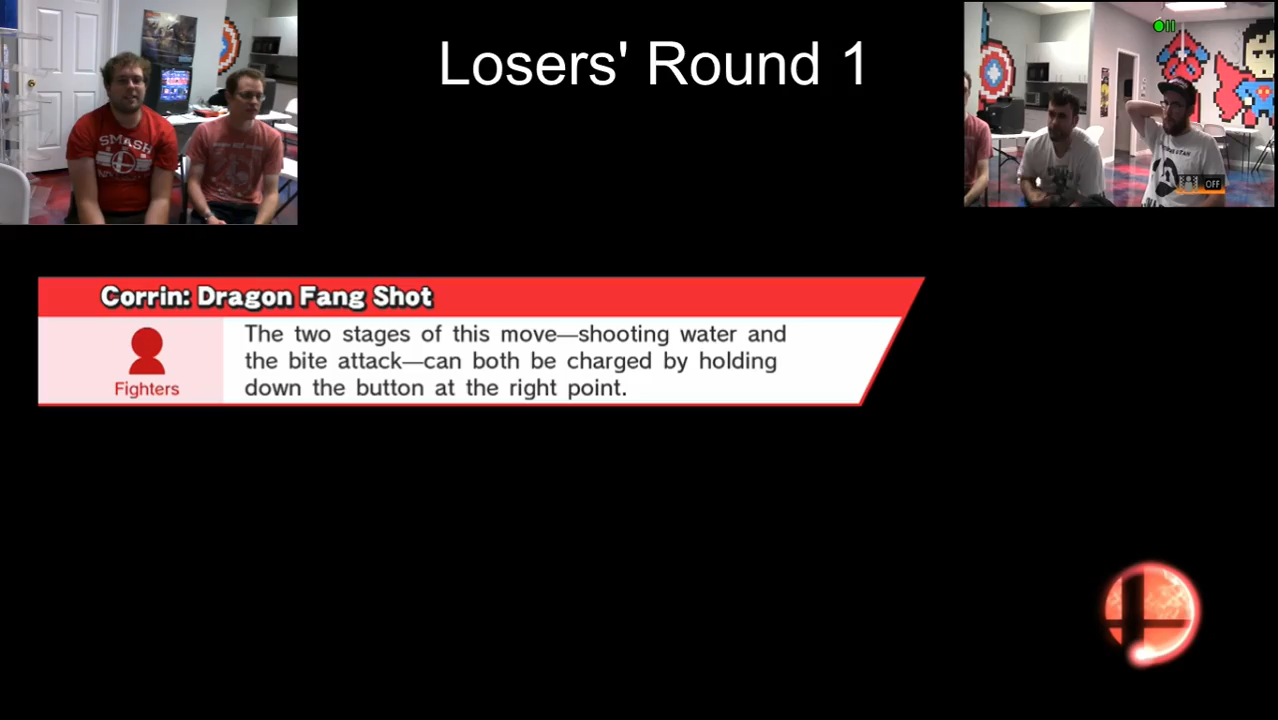 Losers' Round 1
SMASH
OFF
Corrin: Dragon Fang Shot
Fighters
The two stages of this move—shooting water and
the bite attack—can both be charged by holding
down the button at the right point.